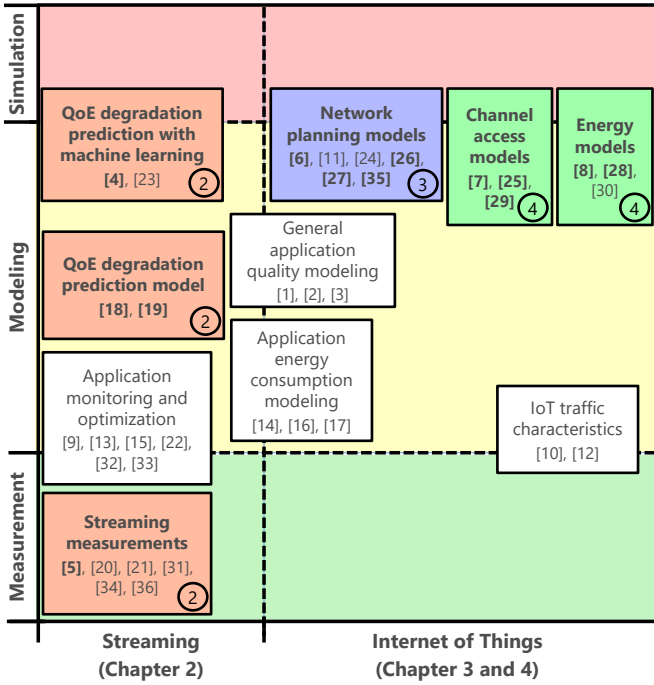 Simulation
Modeling
Measurement
QoE degradation
prediction with
machine learning
[4], [23]
2
Network
planning models
[6], [11], [24], [26],
[27], [35]
3
Channel
access
models
[7], [25],
[29]
4
Energy
models
[8], [28],
[30]
4
General
application
quality modeling
[1], [2], [3]
QoE degradation
prediction model
[18], [19]
2
Application
energy
consumption
modeling
[14], [16], [17]
Application
monitoring and
optimization
[9], [13], [15], [22],
[32], [33]
IoT traffic
characteristics
[10], [12]
Streaming
measurements
[5], [20], [21], [31],
[34], [36]
2
Streaming
(Chapter 2)
Internet of Things
(Chapter 3 and 4)